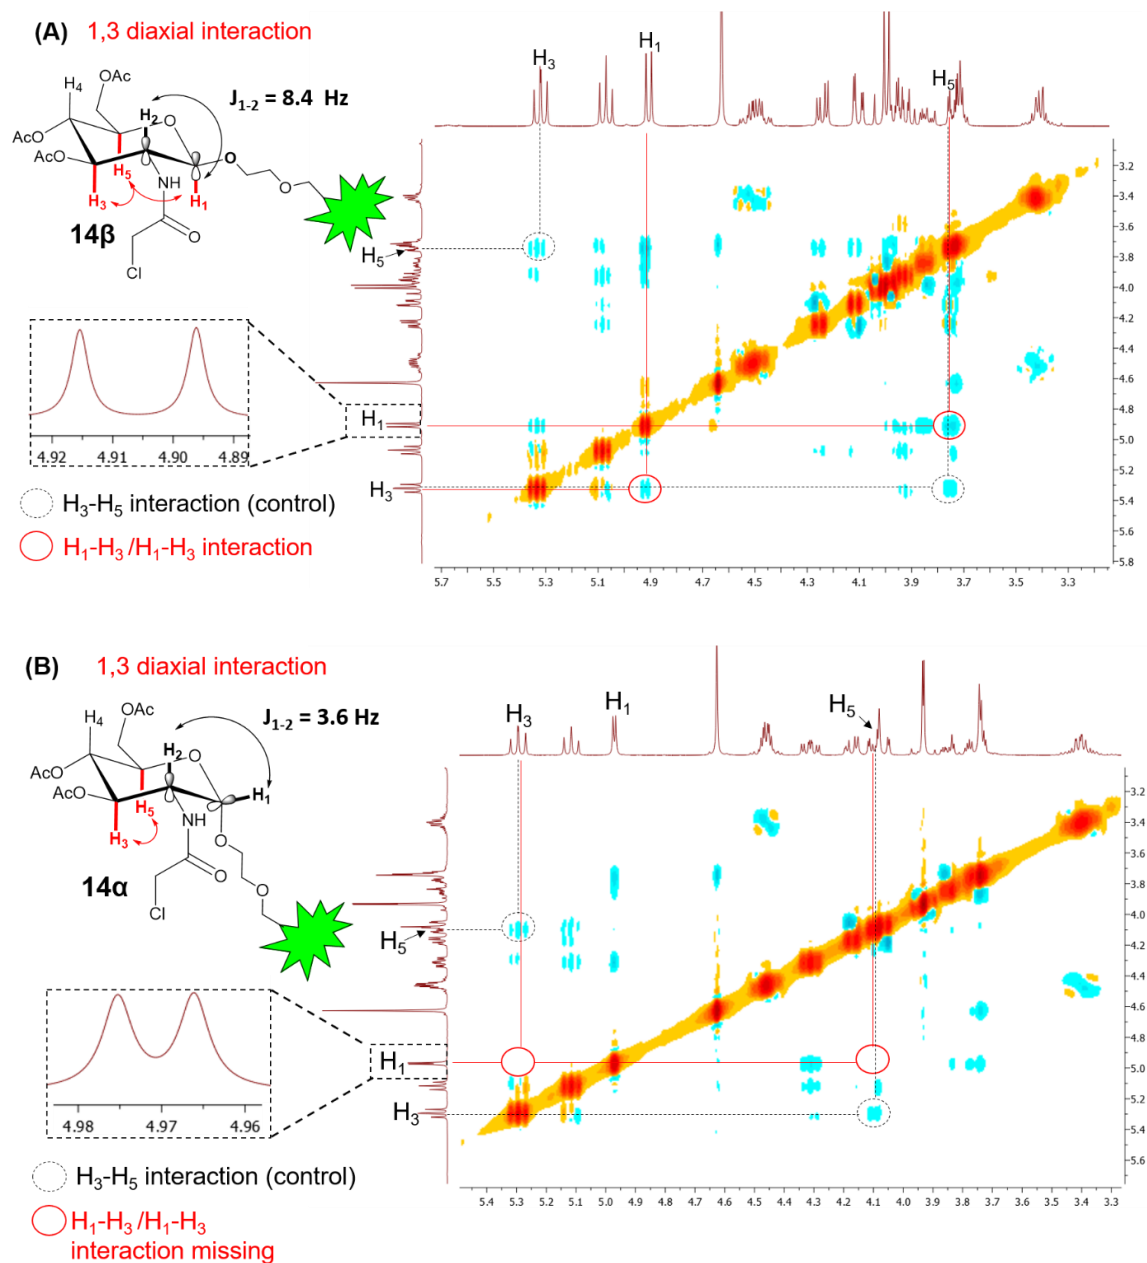 (A) 1,3 diaxial interaction
H4
OAc
H2
J1-2 = 8.4 Hz
AcO
O
AcO
H5
O
NH
H3
H1
O
14β
O
Cl
H3
H1
H5
H5
H1
H3
3.2
3.4
3.6
3.8
4.0
4.2
4.4
4.6
4.8
5.0
5.2
5.4
5.6
5.8
5.7 5.5 5.3 5.1 4.9 4.7 4.5 4.3 4.1 3.9 3.7 3.5 3.3
4.92 4.91 4.90 4.89
H3-H5 interaction (control)
H1-H3 /H1-H3 interaction
(B) 1,3 diaxial interaction
H4
OAc
J1-2 = 3.6 Hz
H2
AcO
O
AcO
H5
H1
NH
O
H3
O
O
14α
Cl
H3
H1
H5
H5
H1
H3
3.2
3.4
3.6
3.8
4.0
4.2
4.4
4.6
4.8
5.0
5.2
5.4
5.6
5.4 5.3 5.2 5.1 5.0 4.9 4.8 4.7 4.6 4.5 4.4 4.3 4.2 4.1 4.0 3.9 3.8 3.7 3.6 3.5 3.4 3.3
4.98 4.97 4.96
H3-H5 interaction (control)
H1-H3 /H1-H3
interaction missing